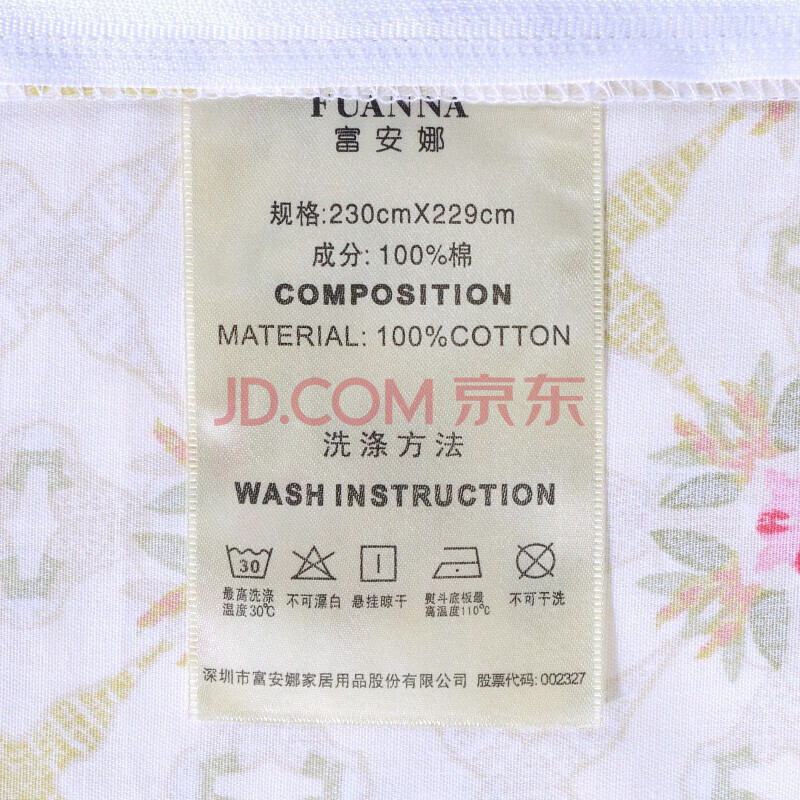 FUANNA
富安娜
规格:230cmX229cm
成分: 100%棉
COMPOSITION
MATERIAL: 100%COTTON
JD.COM 京东
洗涤方法
WASH INSTRUCTION
30
最高洗涤
温度30℃
不可漂白
悬挂晾干
熨斗底板最
高温度110℃
不可干洗
深圳市富安娜家居用品股份有限公司 股票代码: 002327